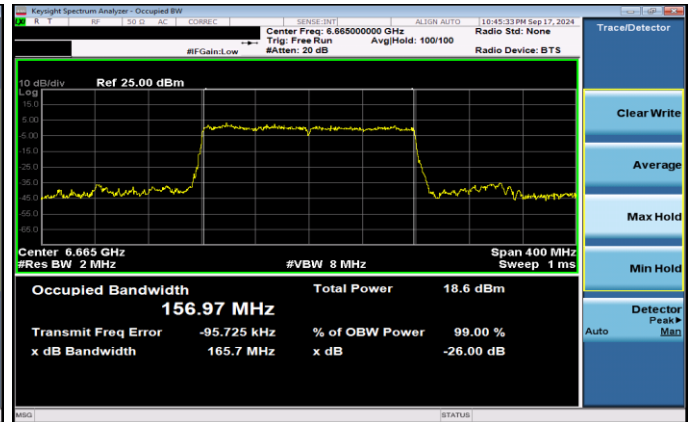 Keysight Spectrum Analyzer - Occupied BW
R T RF 50 Ω AC CORREC SENSE:INT ALIGN AUTO 10:45:33 PM Sep 17, 2024
Center Freq: 6.665000000 GHz Radio Std: None
Trig: Free Run Avg|Hold: 100/100
#IFGain:Low #Atten: 20 dB Radio Device: BTS
Trace/Detector
10 dB/div Ref 25.00 dBm
Log
15.0
5.00
-5.00
-15.0
-25.0
-35.0
-45.0
-55.0
-65.0
Center 6.665 GHz Span 400 MHz
#Res BW 2 MHz #VBW 8 MHz Sweep 1 ms
Occupied Bandwidth Total Power 18.6 dBm
156.97 MHz
Transmit Freq Error -95.725 kHz % of OBW Power 99.00 %
x dB Bandwidth 165.7 MHz x dB -26.00 dB
Clear Write
Average
Max Hold
Min Hold
Detector
Peak▶
Auto Man
MSG STATUS